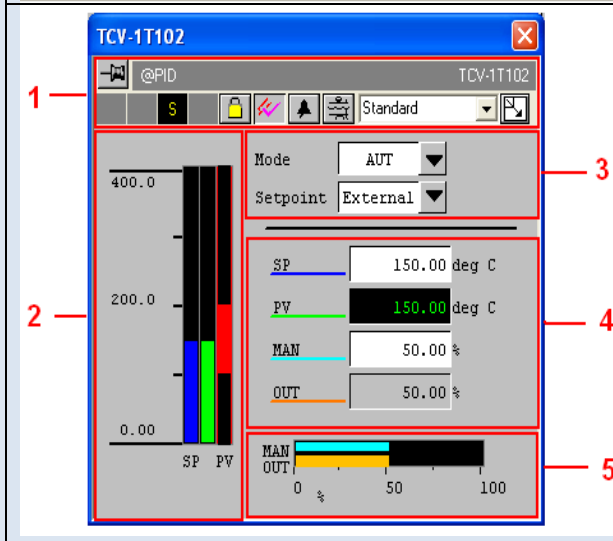 TCV-1T102
@PID TCV-1T102
1
S Standard
Mode AUT
3
Setpoint External
400.0
200.0
0.00
SP PV
2
SP 150.00 deg C
PV 150.00 deg C
4
MAN 50.00 %
OUT 50.00 %
MAN
OUT
5
0 % 50 100